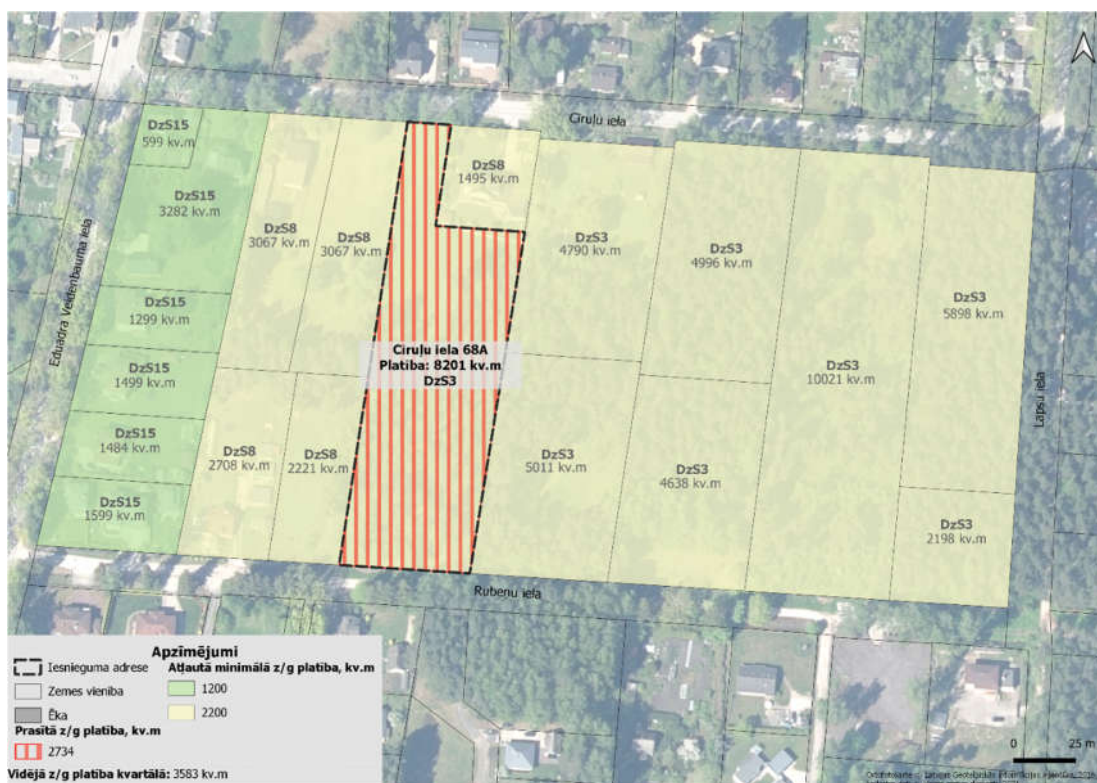 Cīruļu iela
DzS15
599 kv.m
DzS8
1495 kv.m
DzS15
3282 kv.m
DzS8
3067 kv.m
DzS8
3067 kv.m
DzS3
4790 kv.m
DzS3
4996 kv.m
DzS3
5898 kv.m
Eduadra Veidenbauma iela
DzS15
1299 kv.m
Cīruļu iela 68A
Platība: 8201 kv.m
DzS3
DzS3
10021 kv.m
Lapsu iela
DzS15
1499 kv.m
DzS15
1484 kv.m
DzS8
2708 kv.m
DzS8
2221 kv.m
DzS3
5011 kv.m
DzS3
4638 kv.m
DzS15
1599 kv.m
DzS3
2198 kv.m
Rubeņu iela
Apzīmējumi
Iesnieguma adrese
Zemes vienība
Ēka
Prasītā z/g platība, kv.m
2734
Atļautā minimālā z/g platība, kv.m
1200
2200
Vidējā z/g platība kvartālā: 3583 kv.m
0 25 m